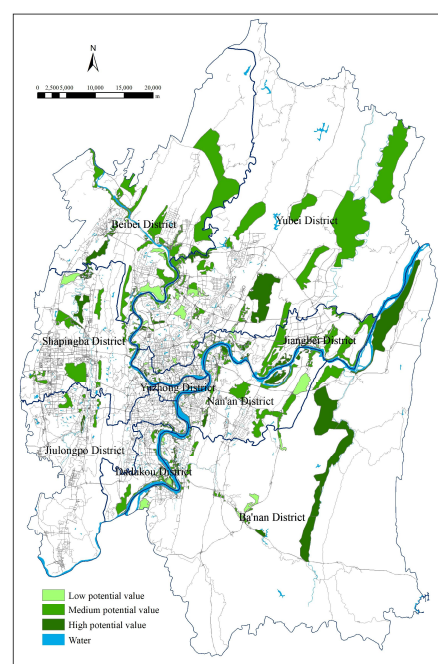 N
0 2,500 5,000 10,000 15,000 20,000
m
Beibei District
Yubei District
Shapingba District
Jiangbei District
Yuzhong District
Nan'an District
Jiulongpo District
Dadukou District
Ba'nan District
Low potential value
Medium potential value
High potential value
Water